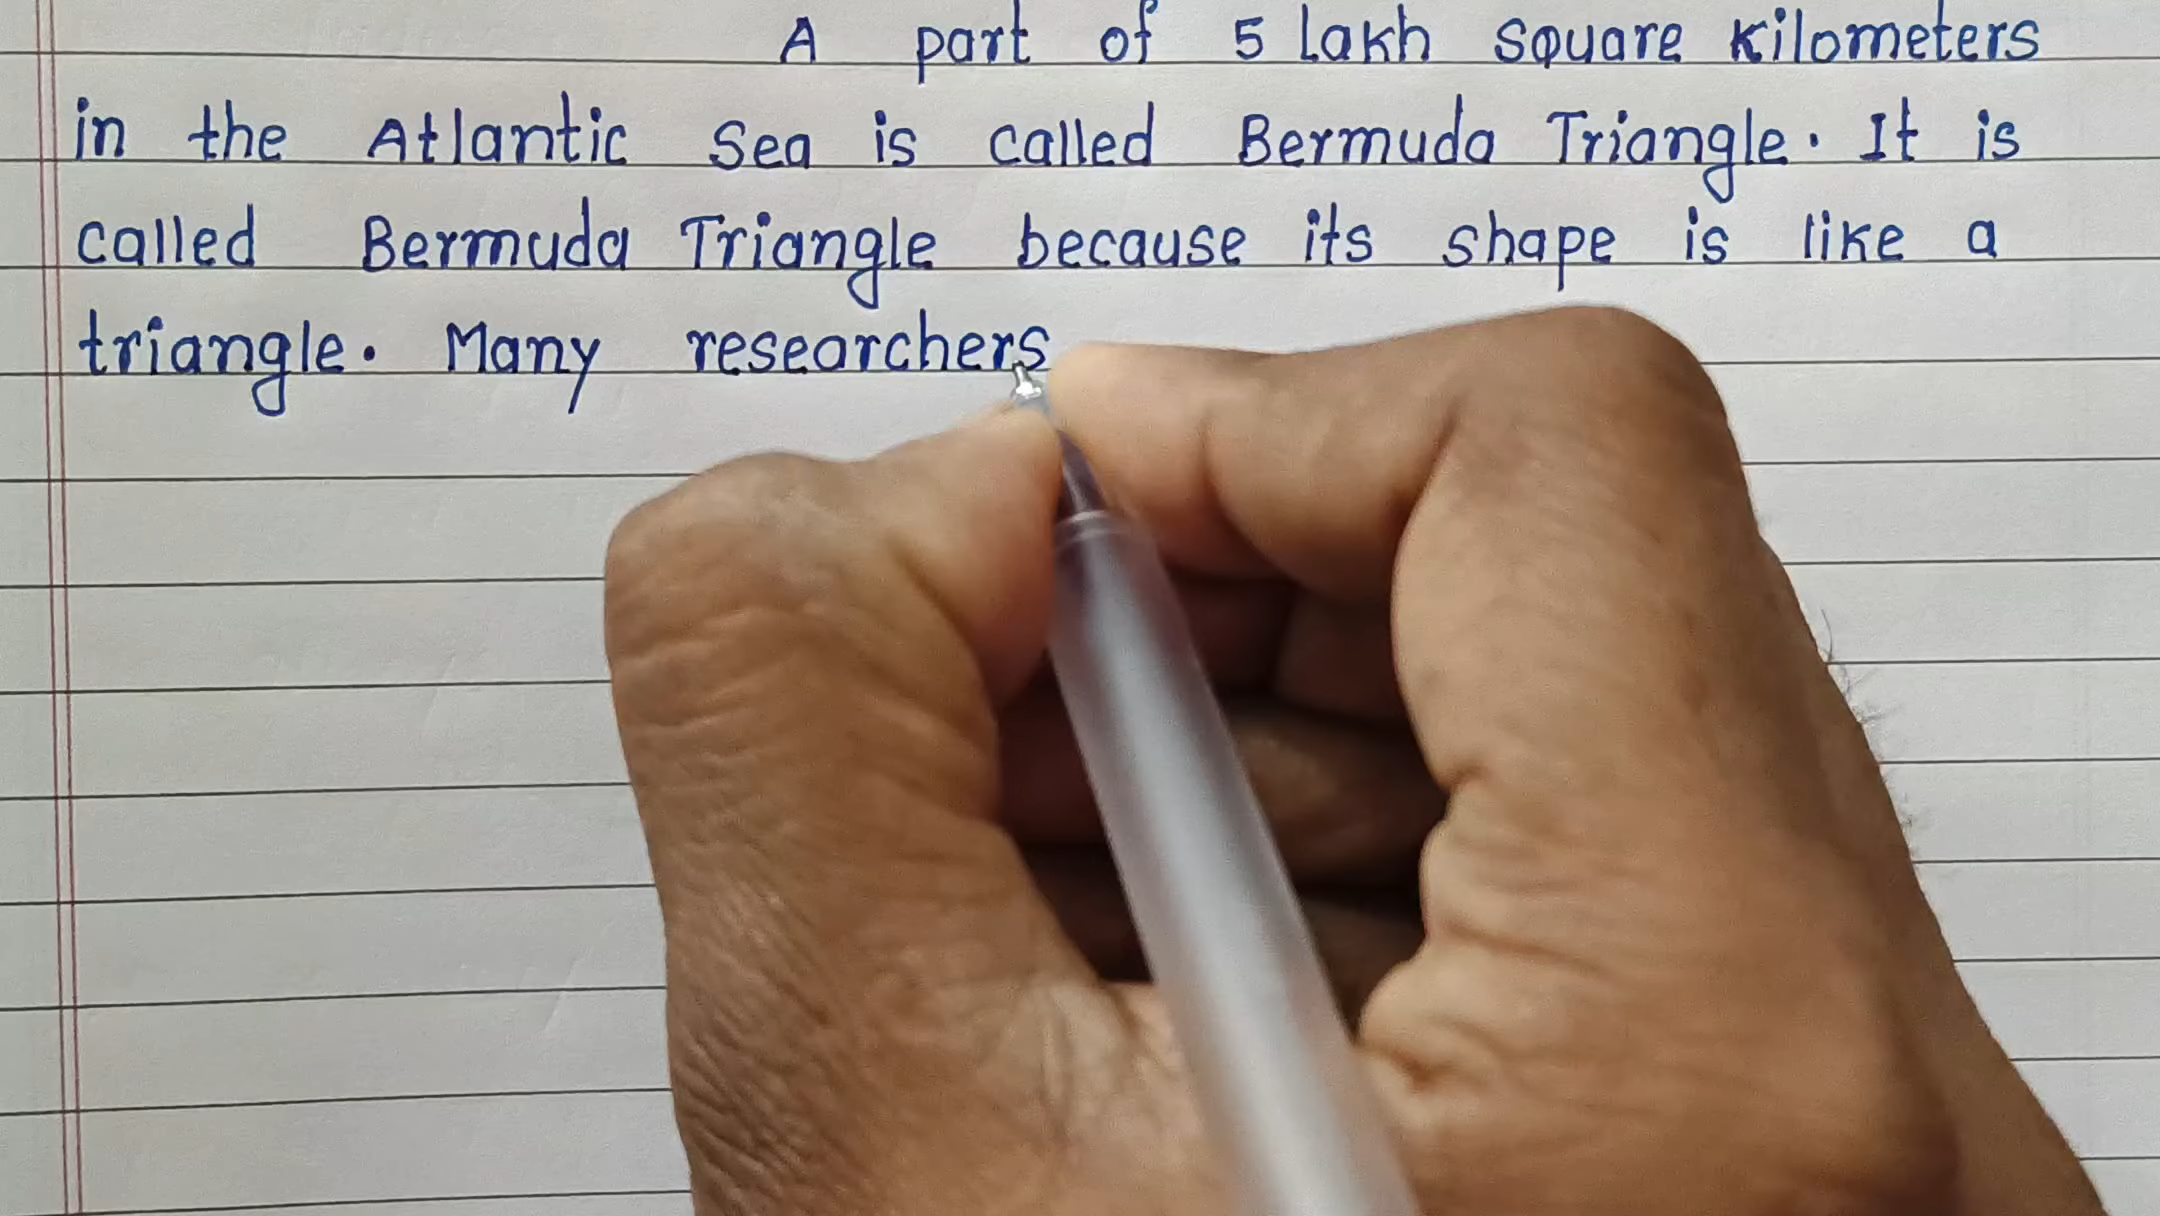 A part of 5 lakh square kilometers
in the Atlantic Sea is called Bermuda Triangle. It is
called Bermuda Triangle because its shape is like a
triangle. Many researchers